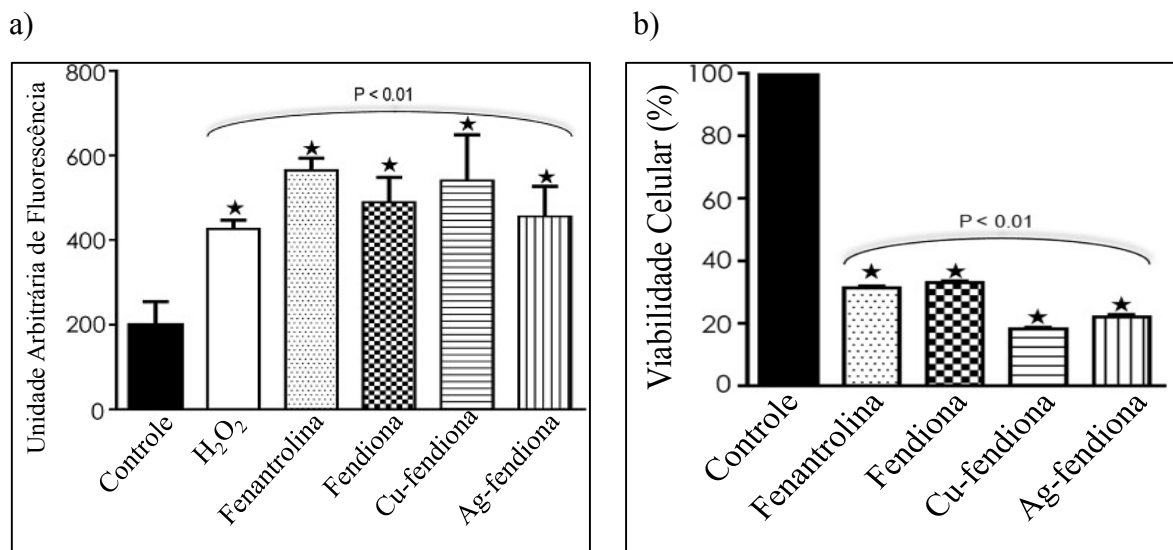 a)
Unidade Arbitrária de Fluorescência
800
600
400
200
0
P < 0.01
★
★
★
★
★
Controle
H₂O₂
Fenantrolina
Fendiona
Cu-fendiona
Ag-fendiona
b)
Viabilidade Celular (%)
100
80
60
40
20
0
P < 0.01
★
★
★
★
Controle
Fenantrolina
Fendiona
Cu-fendiona
Ag-fendiona